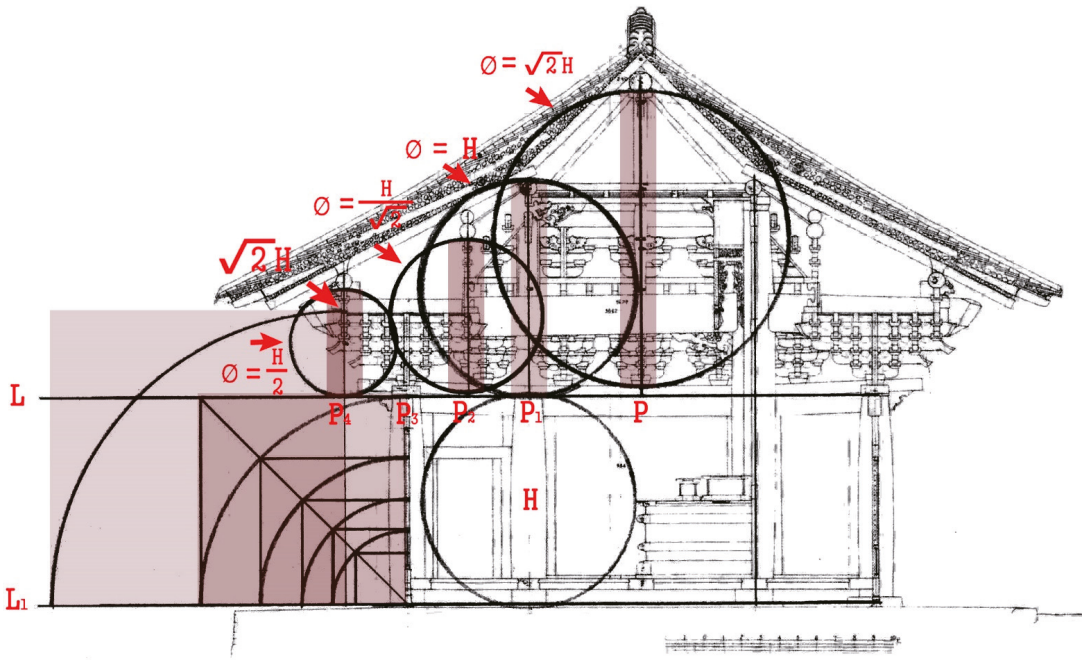 Ø = √2H
Ø = H
Ø = H/√2
√2H
Ø = H/2
L
P₄
P₃
P₂
P₁
P
H
L₁